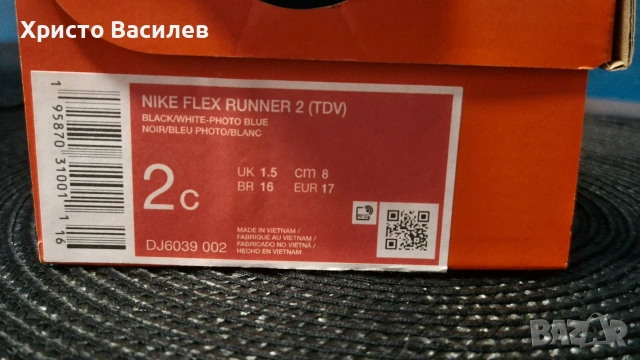 Христо Василев
NIKE FLEX RUNNER 2 (TDV)
BLACK/WHITE-PHOTO BLUE
NOIR/BLEU PHOTO/BLANC
2C
UK 1.5 cm 8
BR 16 EUR 17
DJ6039 002
MADE IN VIETNAM /
FABRIQUÉ AU VIETNAM /
FABRICADO NO VIETNÃ /
HECHO EN VIETNAM
1 95870 31001 1 16
BAZAR